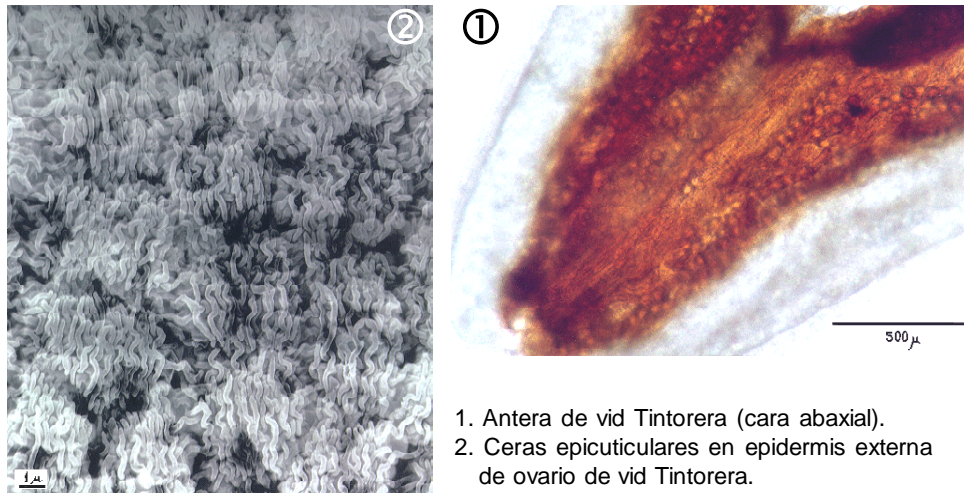 ②
①
500µ
1. Antera de vid Tintorera (cara abaxial).
2. Ceras epicuticulares en epidermis externa
de ovario de vid Tintorera.
1µ